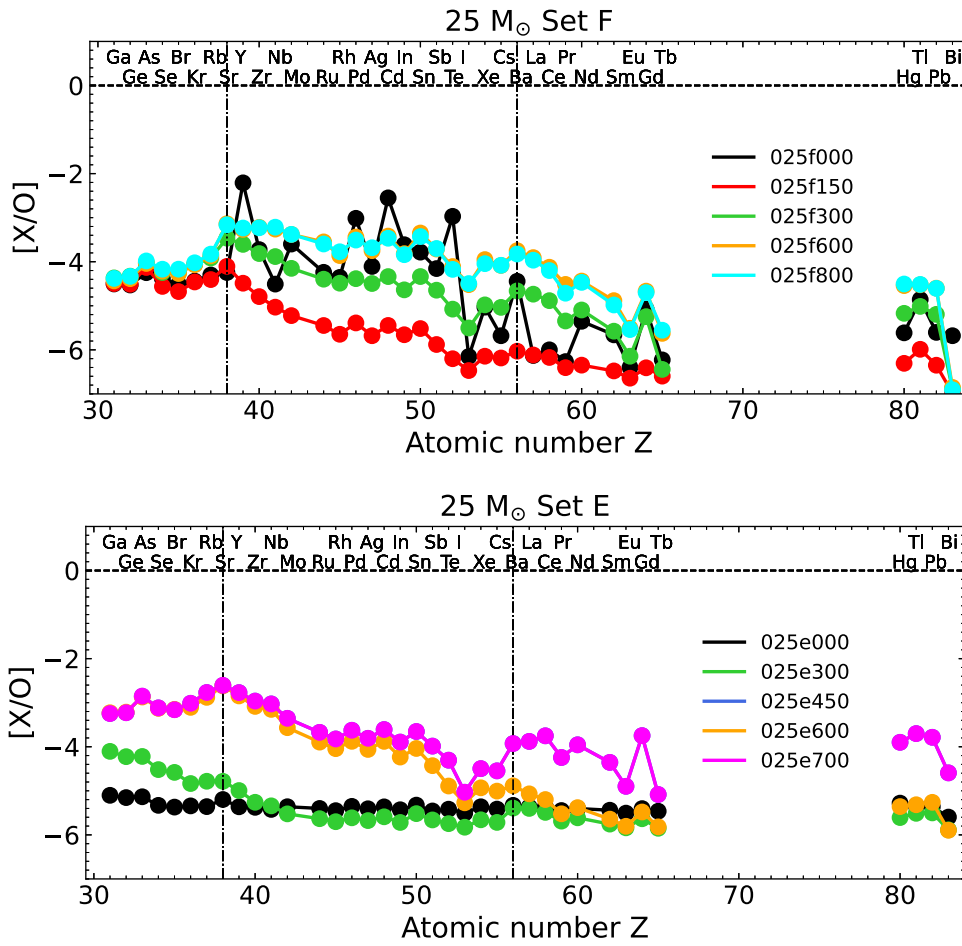 25 M⊙ Set F
Ga As Br Rb Y Nb Rh Ag In Sb I Cs La Pr Eu Tb Tl Bi
Ge Se Kr Sr Zr Mo Ru Pd Cd Sn Te Xe Ba Ce Nd Sm Gd Hg Pb
0
−2
−4
−6
[X/O]
025f000
025f150
025f300
025f600
025f800
30 40 50 60 70 80
Atomic number Z
25 M⊙ Set E
Ga As Br Rb Y Nb Rh Ag In Sb I Cs La Pr Eu Tb Tl Bi
Ge Se Kr Sr Zr Mo Ru Pd Cd Sn Te Xe Ba Ce Nd Sm Gd Hg Pb
0
−2
−4
−6
[X/O]
025e000
025e300
025e450
025e600
025e700
30 40 50 60 70 80
Atomic number Z